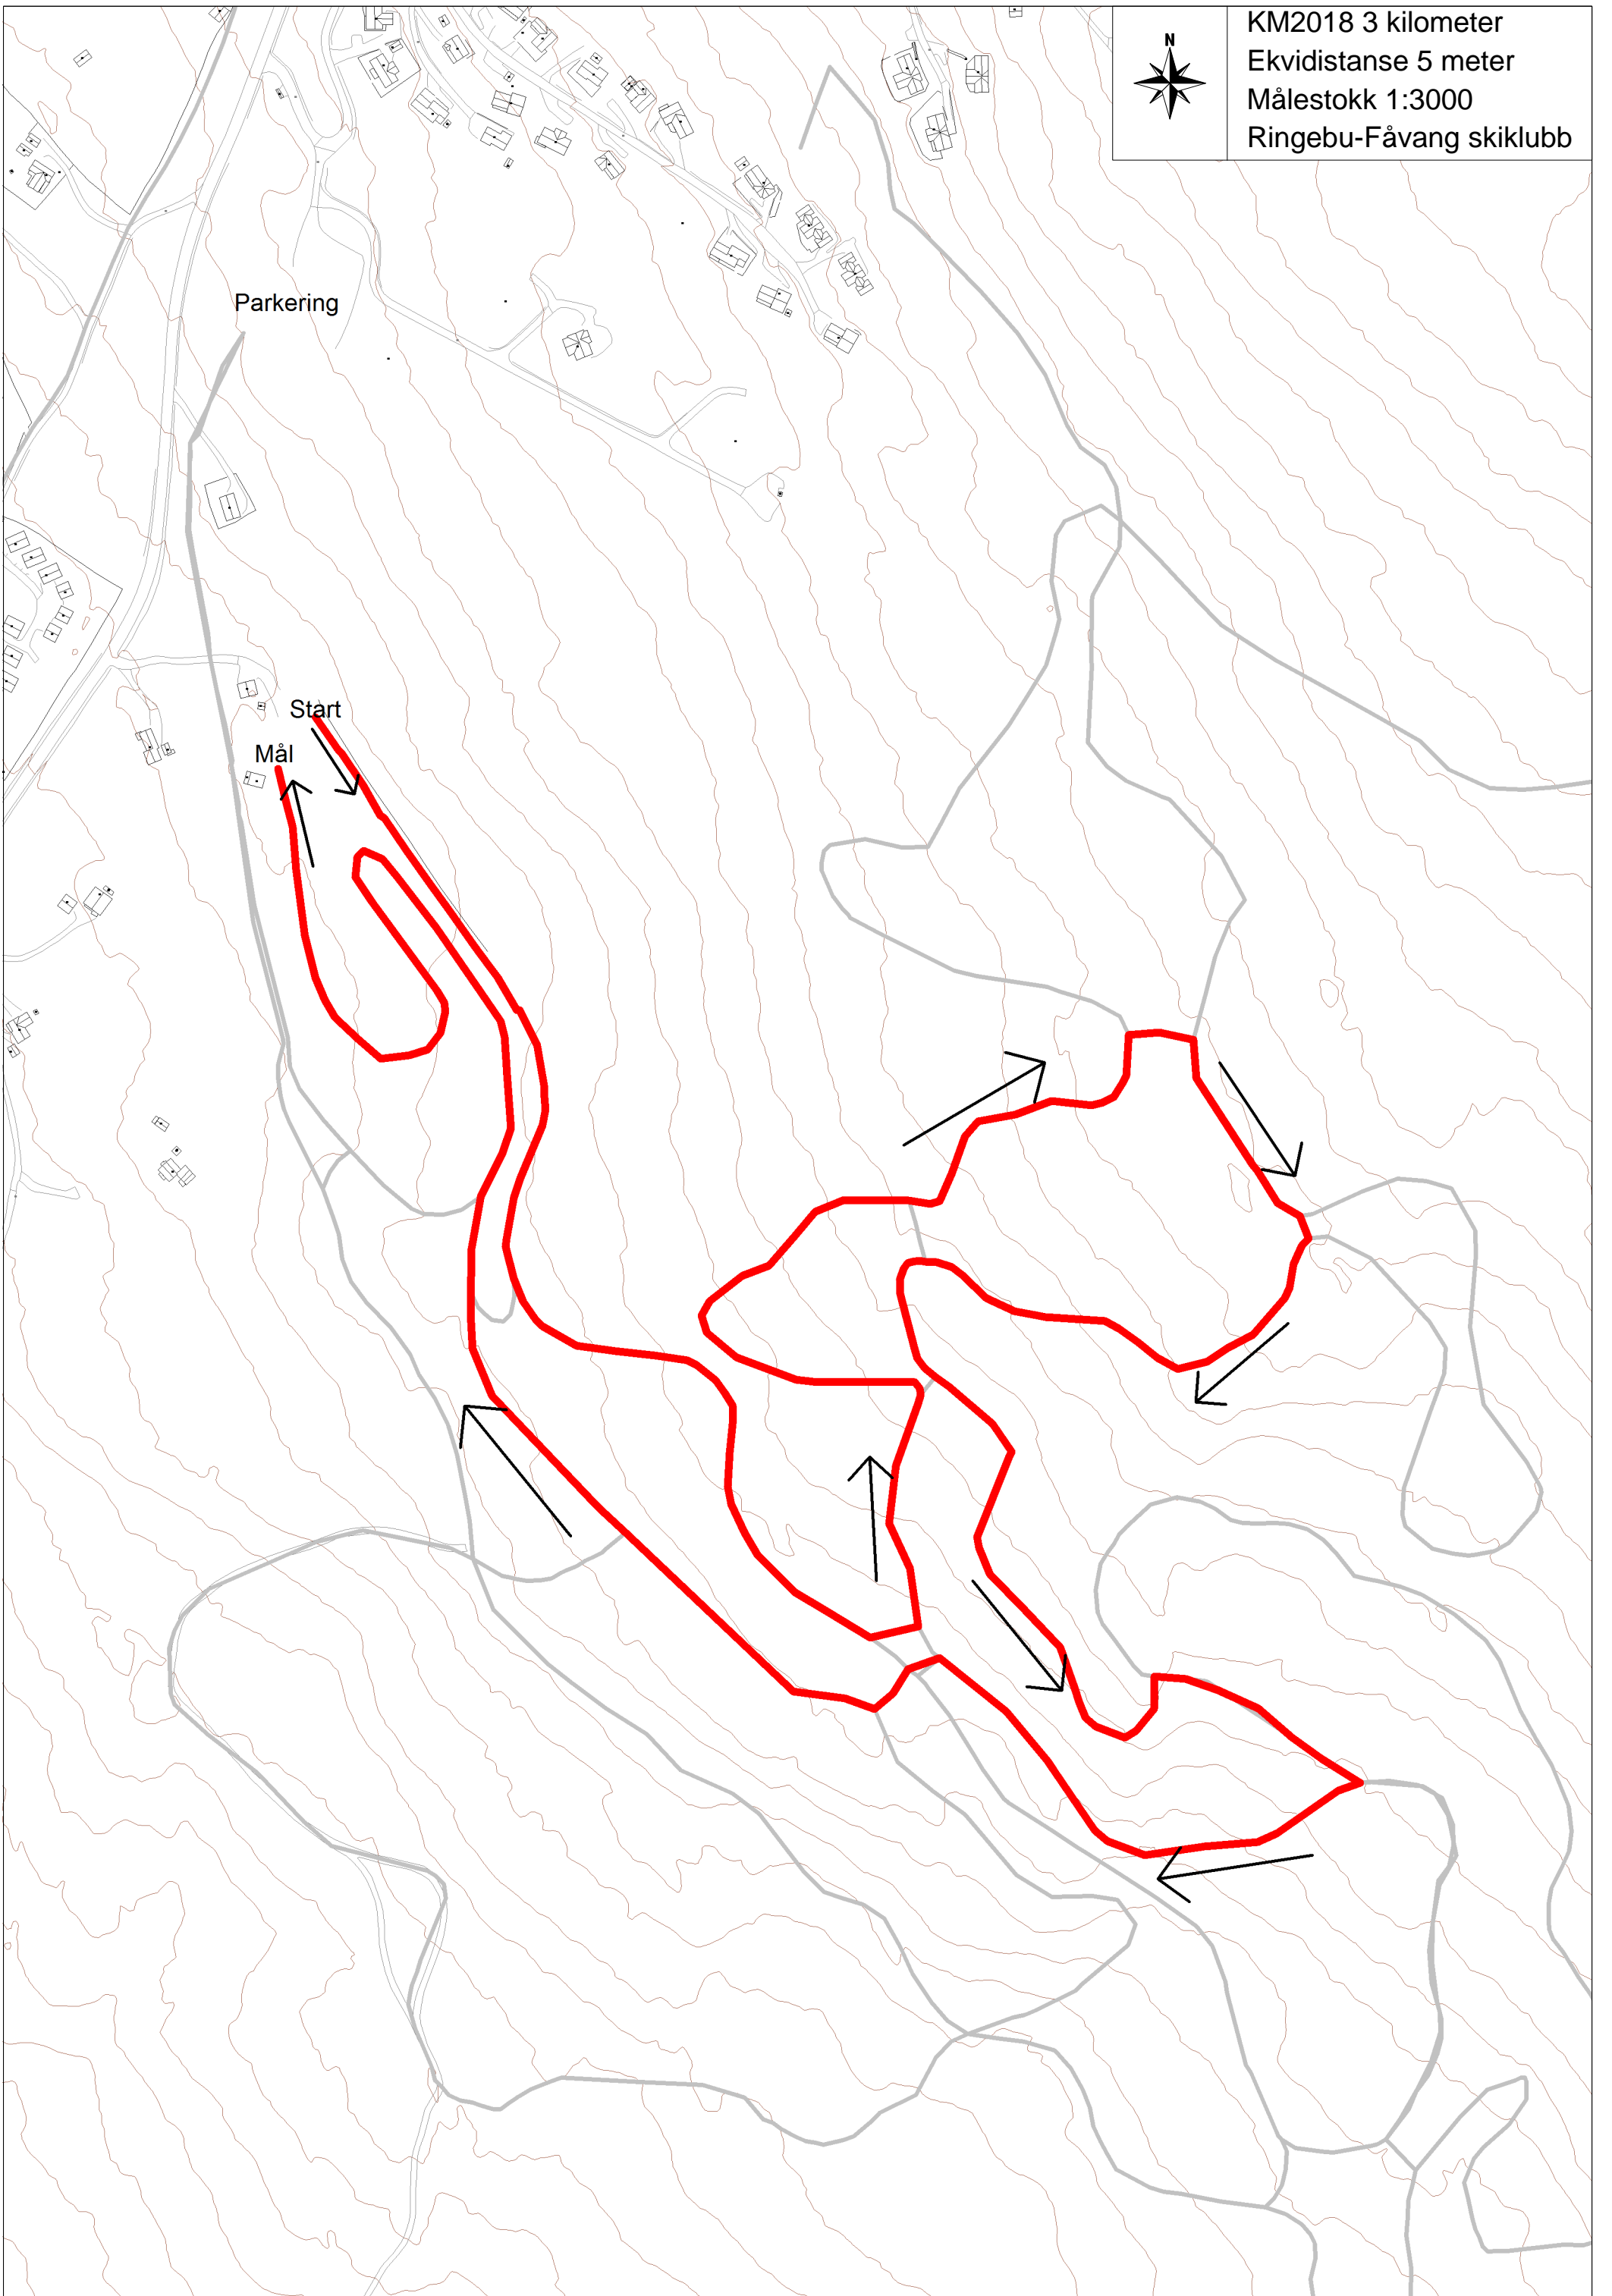 N
KM2018 3 kilometer
Ekvidistanse 5 meter
Målestokk 1:3000
Ringebu-Fåvang skiklubb
Parkering
Start
Mål